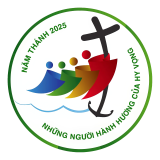 NĂM THÁNH 2025
NHỮNG NGƯỜI HÀNH HƯƠNG CỦA HY VỌNG